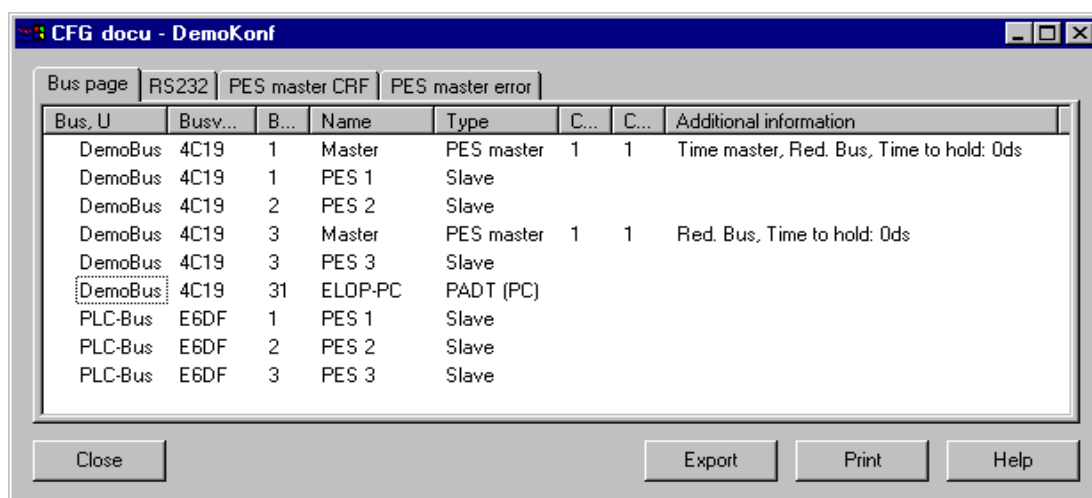 CFG docu - DemoKonf
Bus page RS232 PES master CRF PES master error
Bus, U Busv... B... Name Type C... C... Additional information
DemoBus 4C19 1 Master PES master 1 1 Time master, Red. Bus, Time to hold: 0ds
DemoBus 4C19 1 PES 1 Slave
DemoBus 4C19 2 PES 2 Slave
DemoBus 4C19 3 Master PES master 1 1 Red. Bus, Time to hold: 0ds
DemoBus 4C19 3 PES 3 Slave
DemoBus 4C19 31 ELOP-PC PADT (PC)
PLC-Bus E6DF 1 PES 1 Slave
PLC-Bus E6DF 2 PES 2 Slave
PLC-Bus E6DF 3 PES 3 Slave
Close Export Print Help